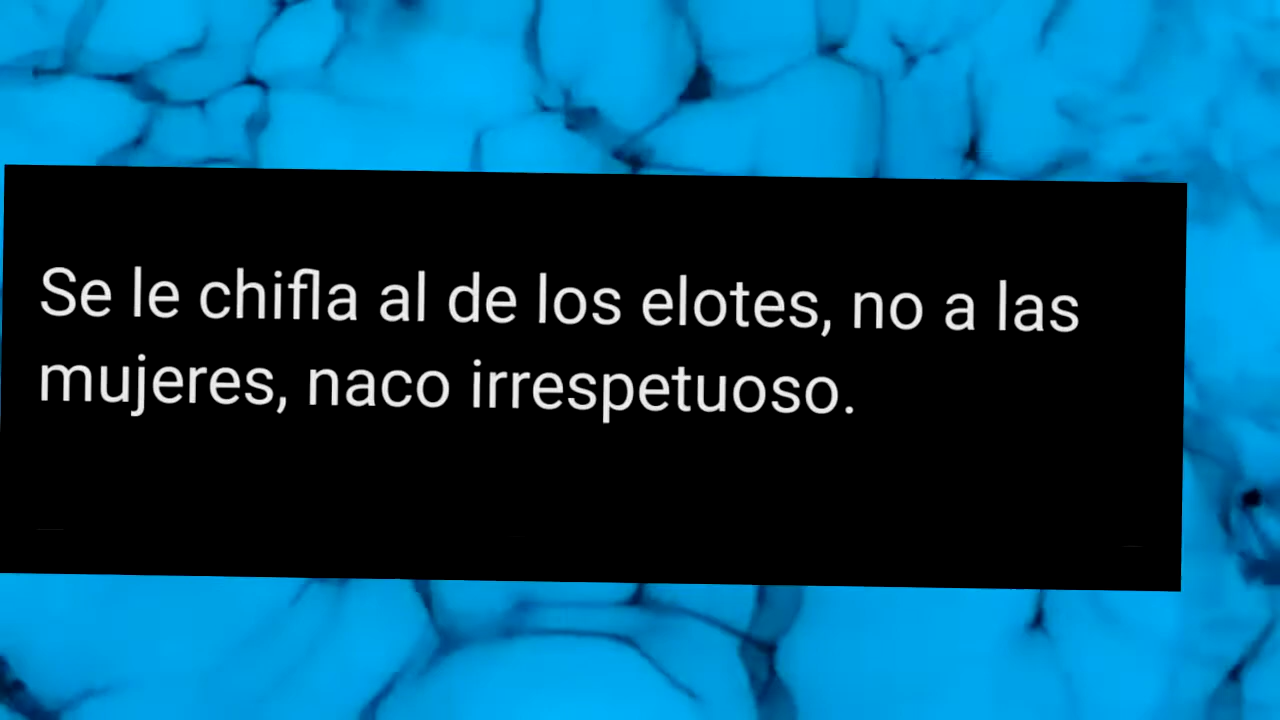 Se le chifla al de los elotes, no a las
mujeres, naco irrespetuoso.